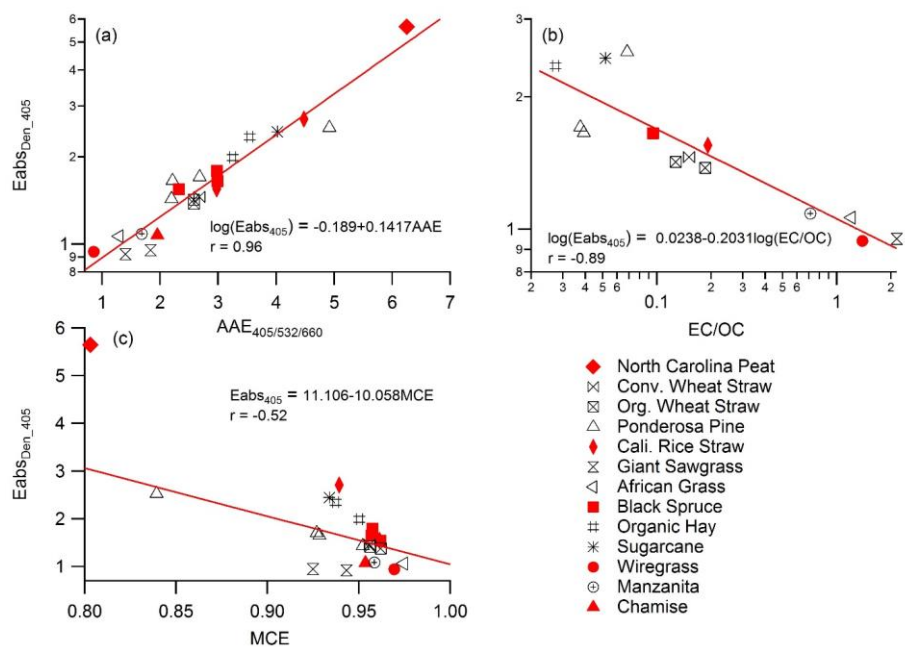 (a)
6
5
4
3
2
1
9
8
Eabs_Den_405
log(Eabs_405) = -0.189+0.1417AAE
r = 0.96
1 2 3 4 5 6 7
AAE_405/532/660
(b)
3
2
1
9
8
Eabs_Den_405
log(Eabs_405) = 0.0238-0.2031log(EC/OC)
r = -0.89
2 3 4 5 6 0.1 2 3 4 5 6 1 2
EC/OC
(c)
6
5
4
3
2
1
Eabs_Den_405
Eabs_405 = 11.106-10.058MCE
r = -0.52
0.80 0.85 0.90 0.95 1.00
MCE
North Carolina Peat
Conv. Wheat Straw
Org. Wheat Straw
Ponderosa Pine
Cali. Rice Straw
Giant Sawgrass
African Grass
Black Spruce
Organic Hay
Sugarcane
Wiregrass
Manzanita
Chamise